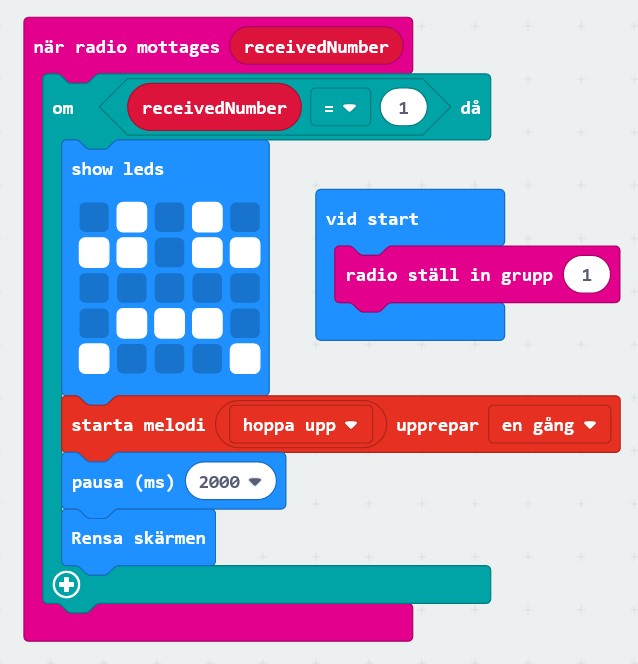 när radio mottages receivedNumber
om receivedNumber = 1 då
show leds
vid start
radio ställ in grupp 1
starta melodi hoppa upp upprepar en gång
pausa (ms) 2000
Rensa skärmen